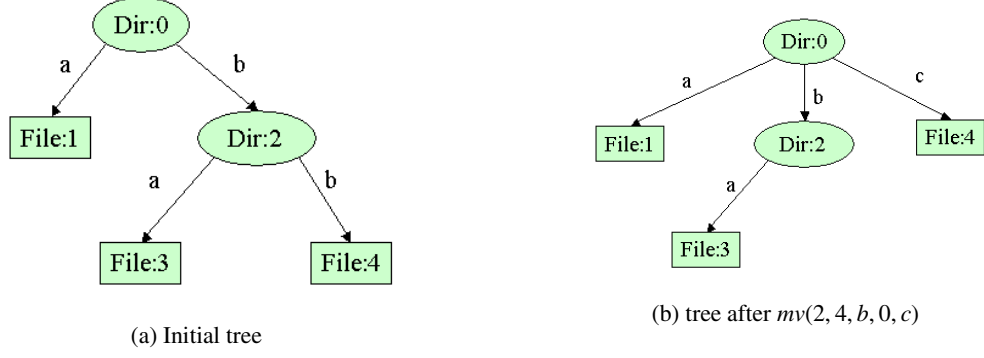 Dir:0
a
b
File:1
Dir:2
a
b
File:3
File:4
(a) Initial tree
Dir:0
a
b
c
File:1
Dir:2
File:4
a
File:3
(b) tree after mv(2, 4, b, 0, c)